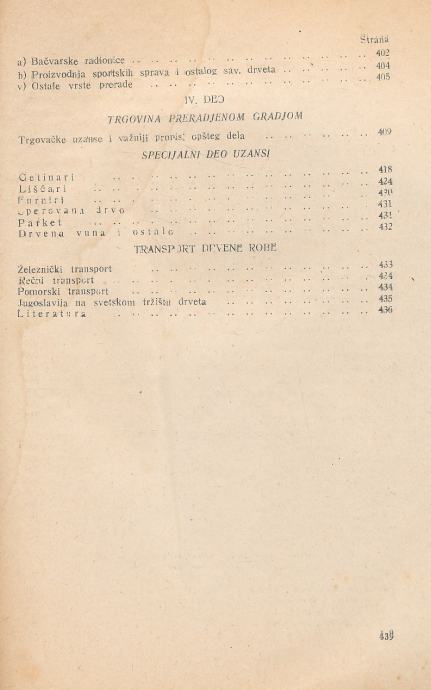 Strana
a) Bačvarske radionice .. .. .. .. .. .. .. .. .. 402
b) Proizvodnja sportskih sprava i ostalog sav. drveta .. .. .. .. 404
v) Ostale vrste prerade .. .. .. .. .. .. .. .. .. 405
IV. DEO
TRGOVINA PRERADJENOM GRADJOM
Trgovačke uzanse i važniji propisi opšteg dela .. .. .. .. .. 409
SPECIJALNI DEO UZANSI
Četinari .. .. .. .. .. .. .. .. .. .. 418
Lišćari .. .. .. .. .. .. .. .. .. .. .. 424
Furniri .. .. .. .. .. .. .. .. .. .. .. 430
Šperovana drvo .. .. .. .. .. .. .. .. .. 431
Parket .. .. .. .. .. .. .. .. .. .. .. 431
Drvena vuna i ostalo .. .. .. .. .. .. .. 432
TRANSPORT DRVENE ROBE
Železnički transport .. .. .. .. .. .. .. .. .. 433
Rečni transport .. .. .. .. .. .. .. .. .. .. 434
Pomorski transport .. .. .. .. .. .. .. .. .. 434
Jugoslavija na svetskom tržištu drveta .. .. .. .. .. .. 435
Literatura .. .. .. .. .. .. .. .. .. .. 436
439